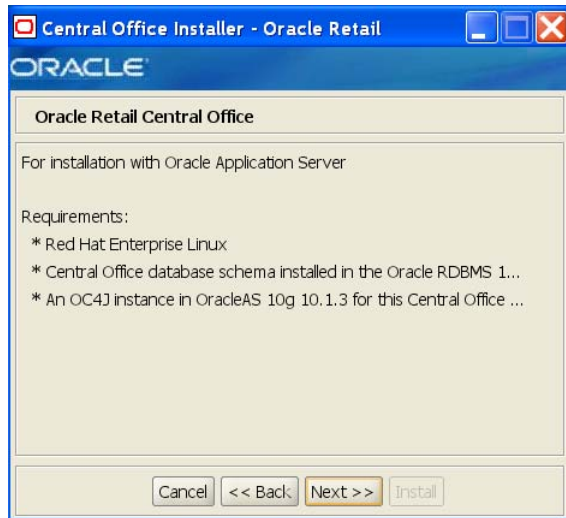 Central Office Installer - Oracle Retail
ORACLE
Oracle Retail Central Office
For installation with Oracle Application Server
Requirements:
* Red Hat Enterprise Linux
* Central Office database schema installed in the Oracle RDBMS 1...
* An OC4J instance in OracleAS 10g 10.1.3 for this Central Office ...
Cancel << Back Next >> Install